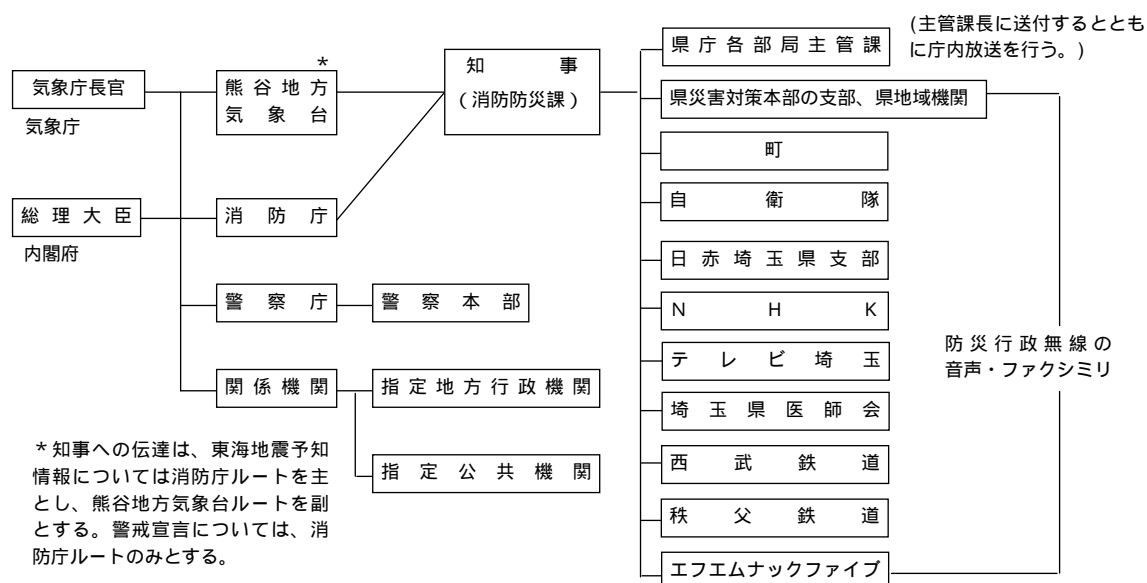 気象庁長官
気象庁
総理大臣
内閣府
*
熊谷地方
気象台
消防庁
警察庁
警察本部
関係機関
指定地方行政機関
指定公共機関
知事
(消防防災課)
県庁各部局主管課
(主管課長に送付するととも
に庁内放送を行う。)
県災害対策本部の支部、県地域機関
町
自衛隊
日赤埼玉県支部
NHK
テレビ埼玉
埼玉県医師会
西武鉄道
秩父鉄道
エフエムナックファイブ
防災行政無線の
音声・ファクシミリ
*知事への伝達は、東海地震予知
情報については消防庁ルートを主
とし、熊谷地方気象台ルートを副
とする。警戒宣言については、消
防庁ルートのみとする。